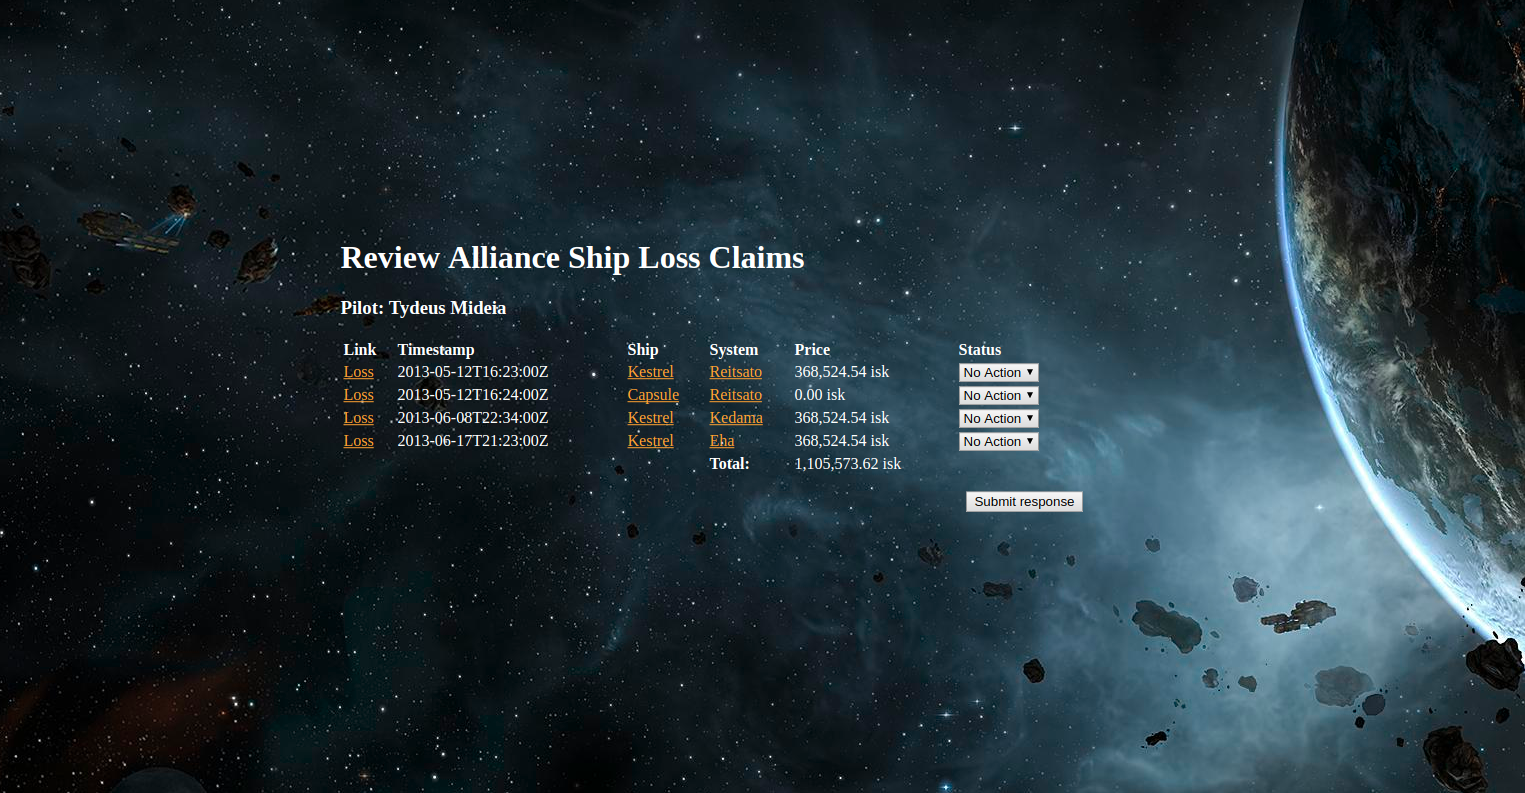 Review Alliance Ship Loss Claims
Pilot: Tydeus Mideia
Link Timestamp Ship System Price Status
Loss 2013-05-12T16:23:00Z Kestrel Reitsato 368,524.54 isk No Action
Loss 2013-05-12T16:24:00Z Capsule Reitsato 0.00 isk No Action
Loss 2013-06-08T22:34:00Z Kestrel Kedama 368,524.54 isk No Action
Loss 2013-06-17T21:23:00Z Kestrel Eha 368,524.54 isk No Action
Total: 1,105,573.62 isk
Submit response